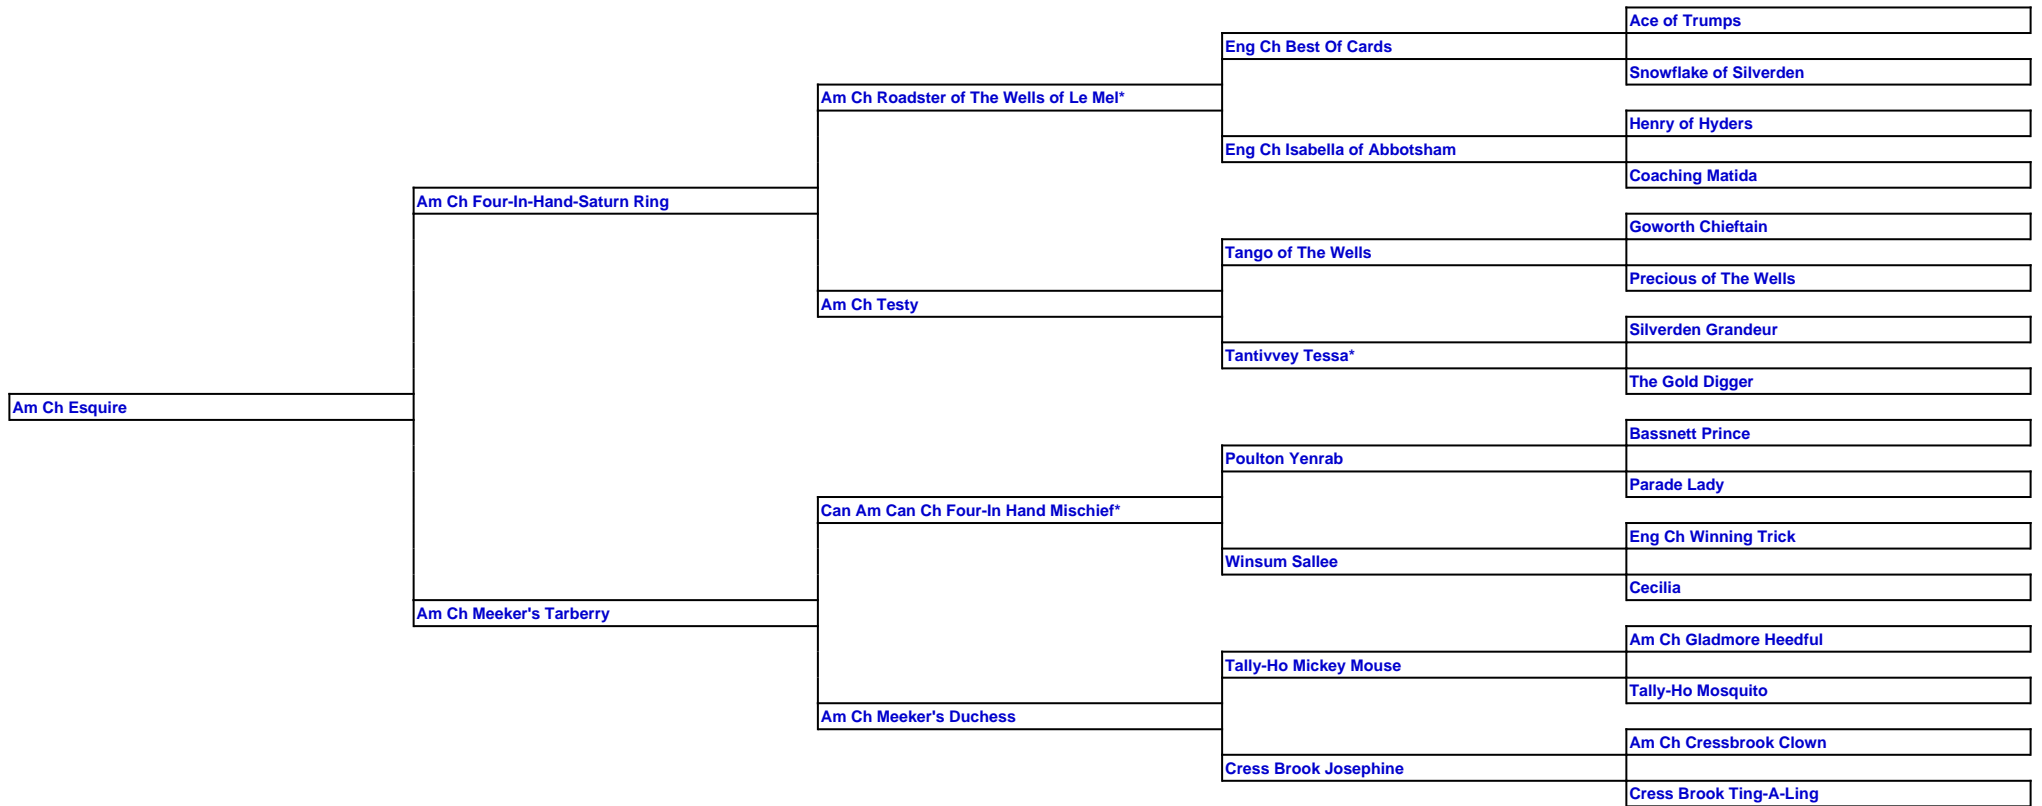 Ace of Trumps
Eng Ch Best Of Cards
Snowflake of Silverden
Am Ch Roadster of The Wells of Le Mel*
Henry of Hyders
Eng Ch Isabella of Abbotsham
Coaching Matida
Am Ch Four-In-Hand-Saturn Ring
Goworth Chieftain
Tango of The Wells
Precious of The Wells
Am Ch Testy
Silverden Grandeur
Tantivvey Tessa*
The Gold Digger
Am Ch Esquire
Bassnett Prince
Poulton Yenrab
Parade Lady
Can Am Can Ch Four-In Hand Mischief*
Eng Ch Winning Trick
Winsum Sallee
Cecilia
Am Ch Meeker's Tarberry
Am Ch Gladmore Heedful
Tally-Ho Mickey Mouse
Tally-Ho Mosquito
Am Ch Meeker's Duchess
Am Ch Cressbrook Clown
Cress Brook Josephine
Cress Brook Ting-A-Ling